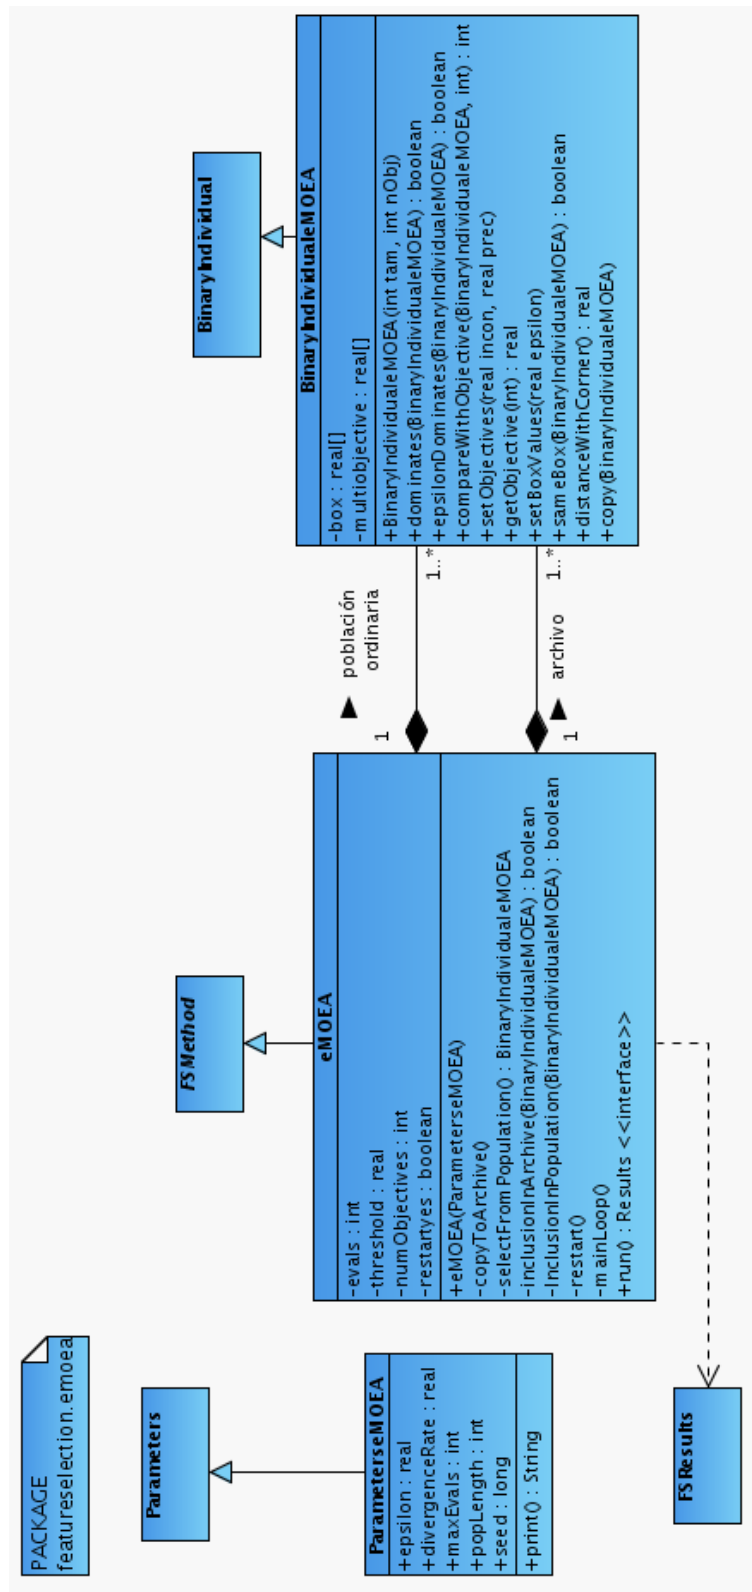 PACKAGE
featureselection.emoea
Parameters
FSMethod
BinaryIndividual
ParameterseMOEA
+epsilon : real
+divergenceRate : real
+maxEvals : int
+popLength : int
+seed : long
+print() : String
eMOEA
-evals : int
-threshold : real
-numObjectives : int
-restartyes : boolean
+eMOEA(ParameterseMOEA)
-copyToArchive()
-selectFromPopulation() : BinaryIndividualeMOEA
-inclusionInArchive(BinaryIndividualeMOEA) : boolean
-InclusionInPopulation(BinaryIndividualeMOEA) : boolean
-restart()
-mainLoop()
+run() : Results <<interface>>
1
población
ordinaria
1..*
1
archivo
1..*
BinaryIndividualeMOEA
-box : real[]
-multiobjective : real[]
+BinaryIndividualeMOEA(int tam, int nObj)
+dominates(BinaryIndividualeMOEA) : boolean
+epsilonDominates(BinaryIndividualeMOEA) : boolean
+compareWithObjective(BinaryIndividualeMOEA, int) : int
+setObjectives(real incon, real prec)
+getObjective(int) : real
+setBoxValues(real epsilon)
+sameBox(BinaryIndividualeMOEA) : boolean
+distanceWithCorner() : real
+copy(BinaryIndividualeMOEA)
FSResults